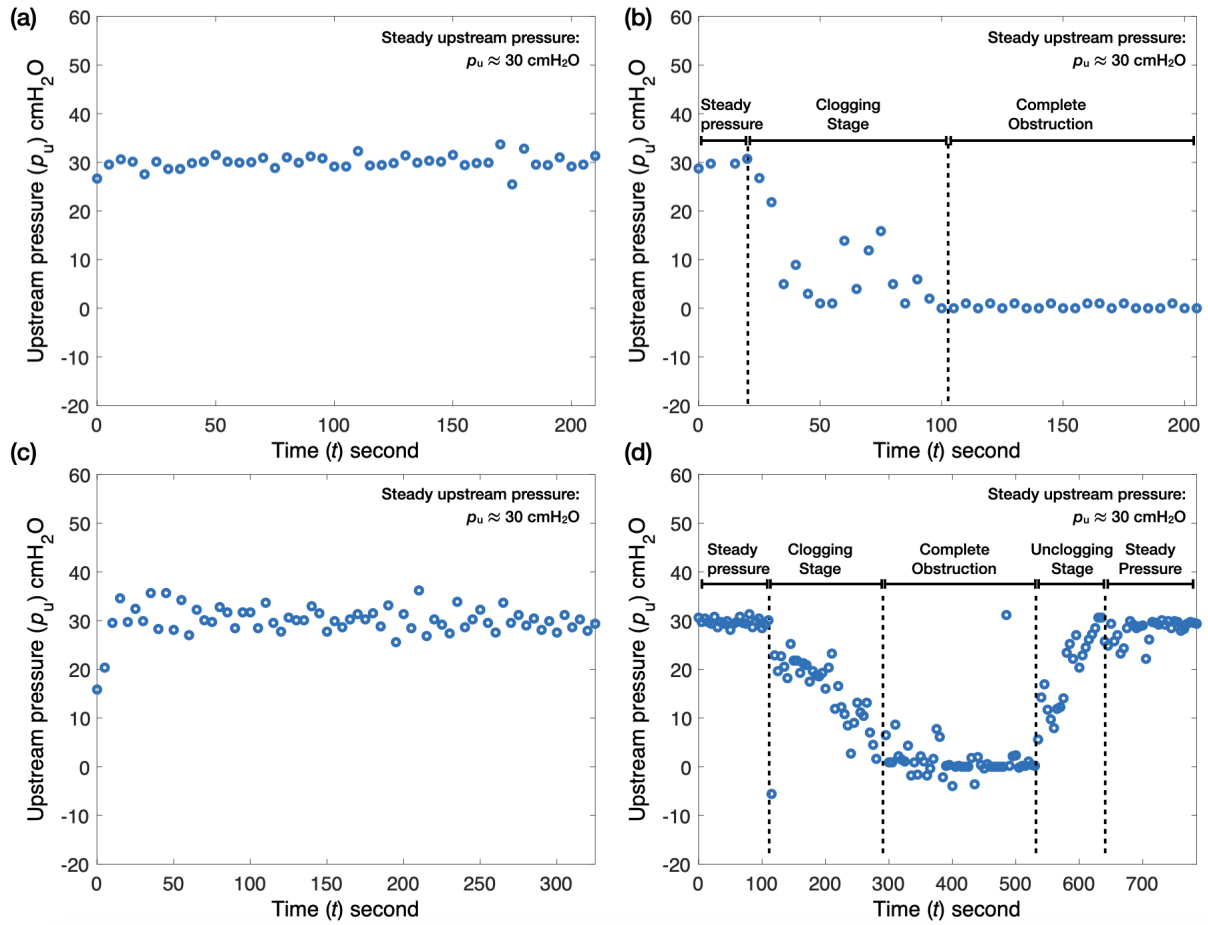 (a)
60
50
40
30
20
10
0
-10
-20
Upstream pressure (pu) cmH2O
Steady upstream pressure:
pu ≈ 30 cmH2O
0 50 100 150 200
Time (t) second
(b)
60
50
40
30
20
10
0
-10
-20
Upstream pressure (pu) cmH2O
Steady upstream pressure:
pu ≈ 30 cmH2O
Steady
pressure
Clogging
Stage
Complete
Obstruction
0 50 100 150 200
Time (t) second
(c)
60
50
40
30
20
10
0
-10
-20
Upstream pressure (pu) cmH2O
Steady upstream pressure:
pu ≈ 30 cmH2O
0 50 100 150 200 250 300
Time (t) second
(d)
60
50
40
30
20
10
0
-10
-20
Upstream pressure (pu) cmH2O
Steady upstream pressure:
pu ≈ 30 cmH2O
Steady
pressure
Clogging
Stage
Complete
Obstruction
Unclogging
Stage
Steady
Pressure
0 100 200 300 400 500 600 700
Time (t) second